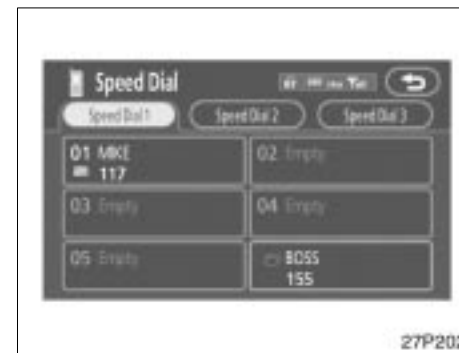 Speed Dial
Speed Dial 1 Speed Dial 2 Speed Dial 3
01 MIKE 02 Empty
117
03 Empty 04 Empty
05 Empty BOSS
155
27P202